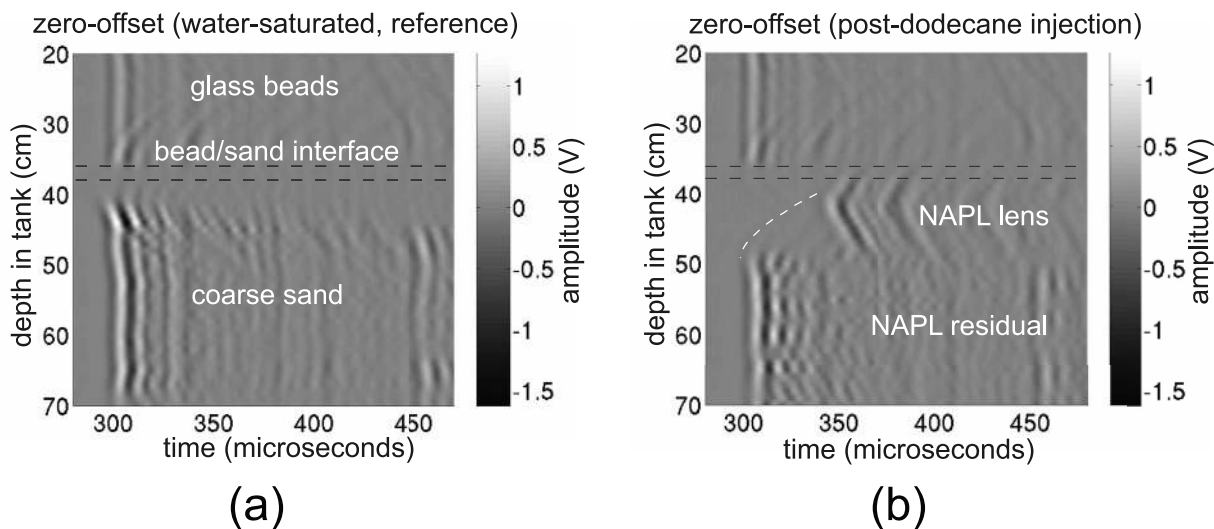 zero-offset (water-saturated, reference)
20
30
40
50
60
70
depth in tank (cm)
glass beads
bead/sand interface
coarse sand
300
350
400
450
time (microseconds)
1
0.5
0
-0.5
-1
-1.5
amplitude (V)
(a)
zero-offset (post-dodecane injection)
20
30
40
50
60
70
depth in tank (cm)
NAPL lens
NAPL residual
300
350
400
450
time (microseconds)
1
0.5
0
-0.5
-1
-1.5
amplitude (V)
(b)